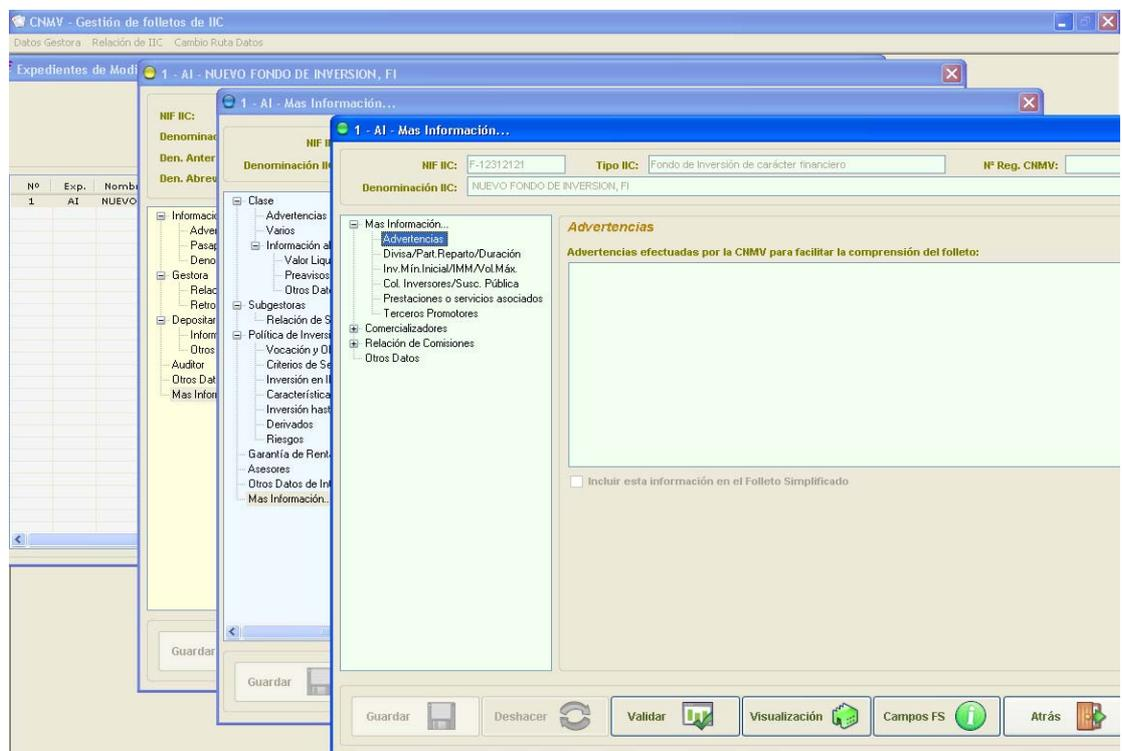 CNMV - Gestión de folletos de IIC
Datos Gestora Relación de IIC Cambio Ruta Datos
Expedientes de Modi
Nº Exp. Nomb
1 AI NUEVO
1 - AI - NUEVO FONDO DE INVERSION, FI
NIF IIC:
Denominac
Den. Anter
Den. Abrev
Informaci
Adver
Pasap
Deno
Gestora
Relac
Retro
Depositar
Inform
Otros
Auditor
Otros Dat
Mas Infor
Guardar
1 - AI - Mas Información...
NIF II
Denominación II
Clase
Advertencias
Varios
Información al
Valor Liqu
Preavisos
Otros Dat
Subgestoras
Relación de S
Política de Inversi
Vocación y O
Criterios de Se
Inversión en II
Característica
Inversión hast
Derivados
Riesgos
Garantía de Rent
Asesores
Otros Datos de Int
Mas Información...
Guardar
1 - AI - Mas Información...
NIF IIC: F-12312121 Tipo IIC: Fondo de Inversión de carácter financiero Nº Reg. CNMV:
Denominación IIC: NUEVO FONDO DE INVERSION, FI
Mas Información...
Advertencias
Divisa/Part.Reparto/Duración
Inv.Mín.Inicial/IMM/Vol.Máx.
Col. Inversores/Susc. Pública
Prestaciones o servicios asociados
Terceros Promotores
Comercializadores
Relación de Comisiones
Otros Datos
Advertencias
Advertencias efectuadas por la CNMV para facilitar la comprensión del folleto:
Incluir esta información en el Folleto Simplificado
Guardar Deshacer Validar Visualización Campos FS Atrás